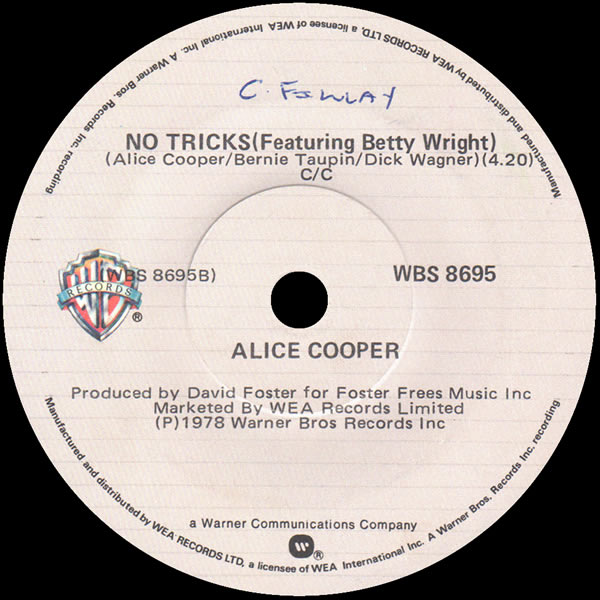 Manufactured and distributed by WEA RECORDS LTD, a licensee of WEA International Inc. A Warner Bros. Records Inc. recording
C. FINLAY
NO TRICKS(Featuring Betty Wright)
(Alice Cooper/Bernie Taupin/Dick Wagner)(4.20)
C/C
(WBS 8695B)
WBS 8695
W B
RECORDS
®
ALICE COOPER
Produced by David Foster for Foster Frees Music Inc
Marketed By WEA Records Limited
(P)1978 Warner Bros Records Inc
a Warner Communications Company
®
Manufactured and distributed by WEA RECORDS LTD, a licensee of WEA International Inc. A Warner Bros. Records Inc. recording